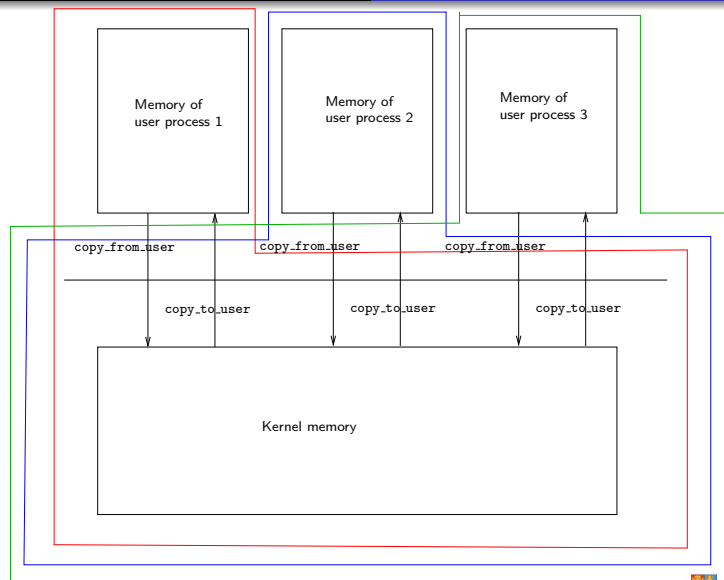 Memory of
user process 1
Memory of
user process 2
Memory of
user process 3
copy_from_user
copy_from_user
copy_from_user
copy_to_user
copy_to_user
copy_to_user
Kernel memory